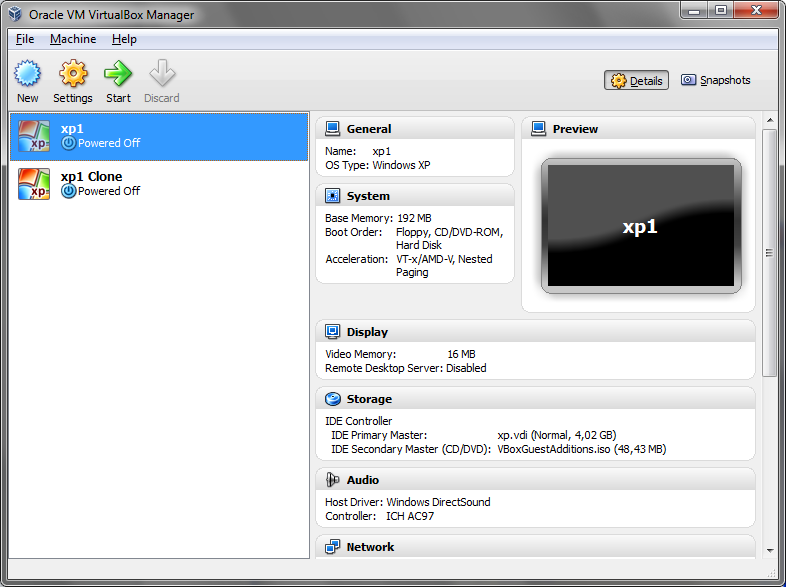 Oracle VM VirtualBox Manager
File Machine Help
New Settings Start Discard
Details Snapshots
xp1
Powered Off
xp1 Clone
Powered Off
General
Name: xp1
OS Type: Windows XP
System
Base Memory: 192 MB
Boot Order: Floppy, CD/DVD-ROM,
Hard Disk
Acceleration: VT-x/AMD-V, Nested
Paging
Preview
xp1
Display
Video Memory: 16 MB
Remote Desktop Server: Disabled
Storage
IDE Controller
IDE Primary Master: xp.vdi (Normal, 4,02 GB)
IDE Secondary Master (CD/DVD): VBoxGuestAdditions.iso (48,43 MB)
Audio
Host Driver: Windows DirectSound
Controller: ICH AC97
Network